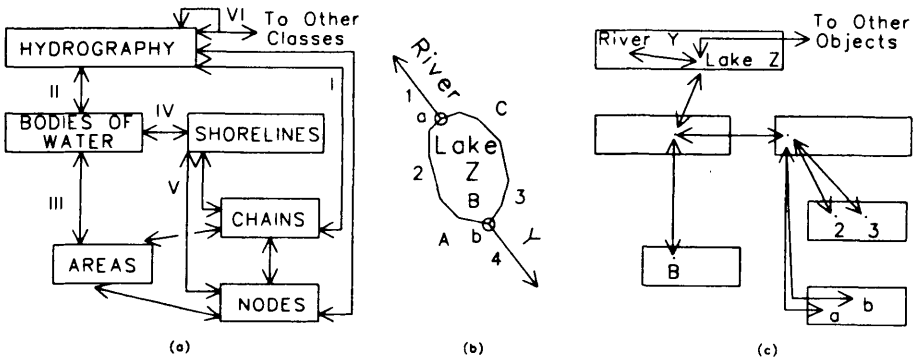 VI
To Other
Classes
HYDROGRAPHY
I
II
IV
BODIES OF
WATER
SHORELINES
III
V
CHAINS
AREAS
NODES
(a)
River
1
a
C
Lake
Z
2
B
3
A
b
Y
4
(b)
To Other
Objects
River Y
Lake Z
2 3
B
b
a
(c)